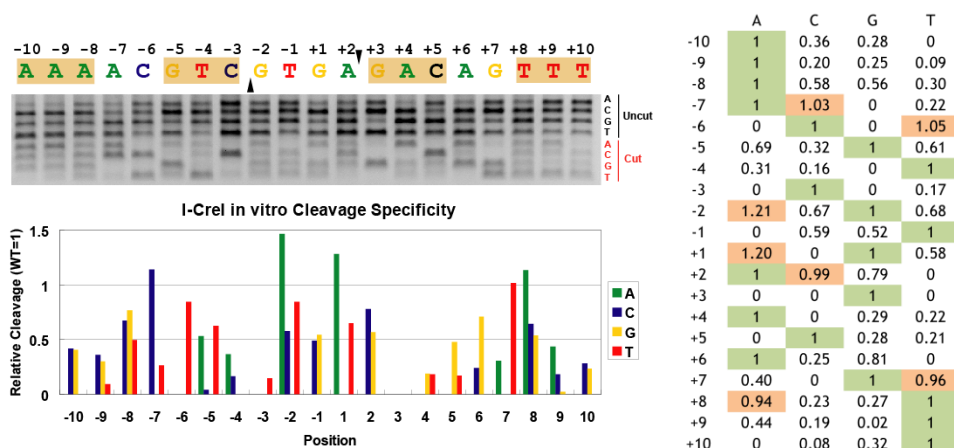 -10 -9 -8 -7 -6 -5 -4 -3 -2 -1 +1 +2 +3 +4 +5 +6 +7 +8 +9 +10
A A A A C G T C G T G A G A C A G T T T
A
C
G
T
Uncut
A
C
G
T
Cut
I-CreI in vitro Cleavage Specificity
Relative Cleavage (WT=1)
1.5
1
0.5
0
-10 -9 -8 -7 -6 -5 -4 -3 -2 -1 1 2 3 4 5 6 7 8 9 10
Position
A
C
G
T
A C G T
-10 1 0.36 0.28 0
-9 1 0.20 0.25 0.09
-8 1 0.58 0.56 0.30
-7 1 1.03 0 0.22
-6 0 1 0 1.05
-5 0.69 0.32 1 0.61
-4 0.31 0.16 0 1
-3 0 1 0 0.17
-2 1.21 0.67 1 0.68
-1 0 0.59 0.52 1
+1 1.20 0 1 0.58
+2 1 0.99 0.79 0
+3 0 0 1 0
+4 1 0 0.29 0.22
+5 0 1 0.28 0.21
+6 1 0.25 0.81 0
+7 0.40 0 1 0.96
+8 0.94 0.23 0.27 1
+9 0.44 0.19 0.02 1
+10 0 0.08 0.32 1